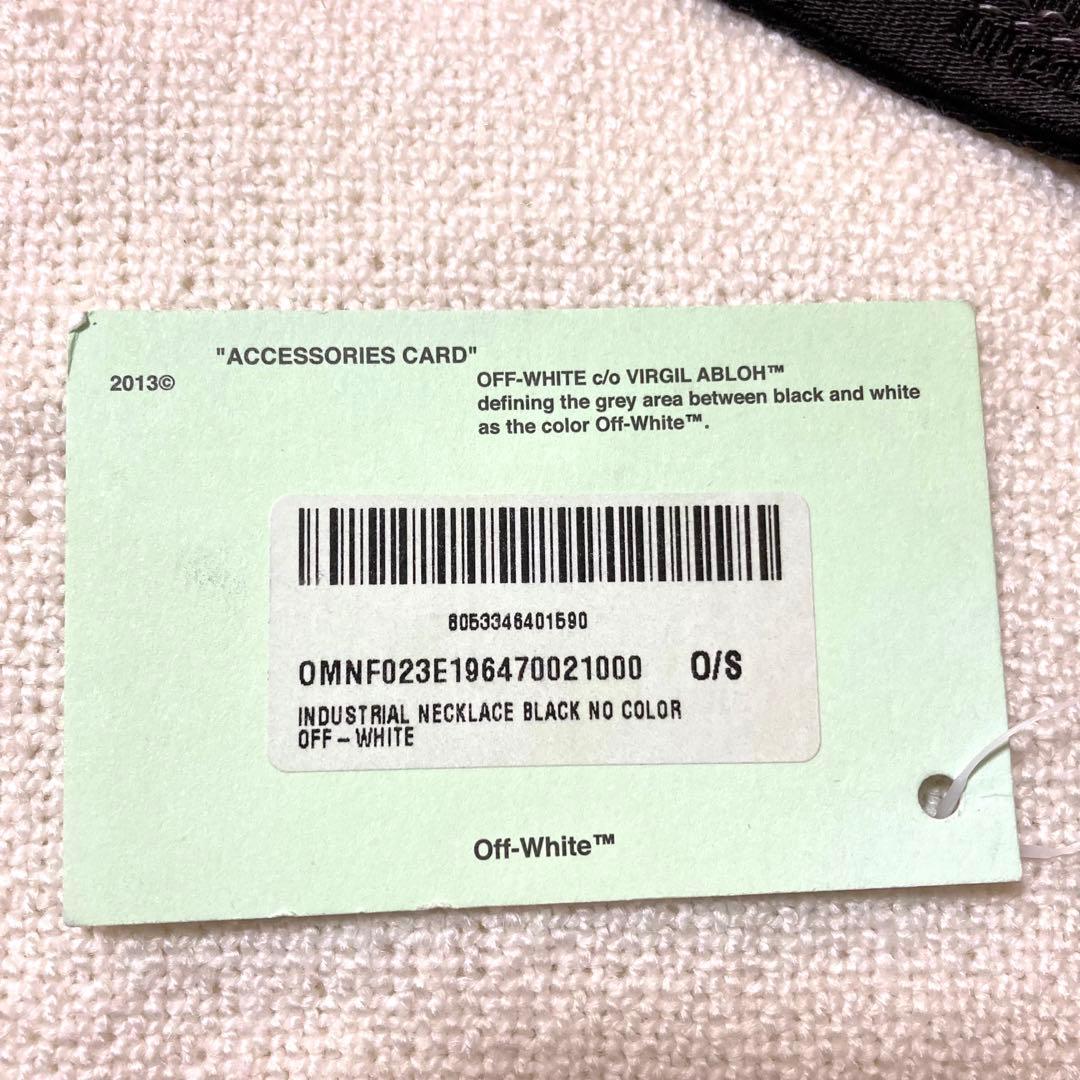 "ACCESSORIES CARD"
2013©
OFF-WHITE c/o VIRGIL ABLOH™
defining the grey area between black and white
as the color Off-White™.
8053346401590
OMNF023E196470021000 O/S
INDUSTRIAL NECKLACE BLACK NO COLOR
OFF-WHITE
Off-White™